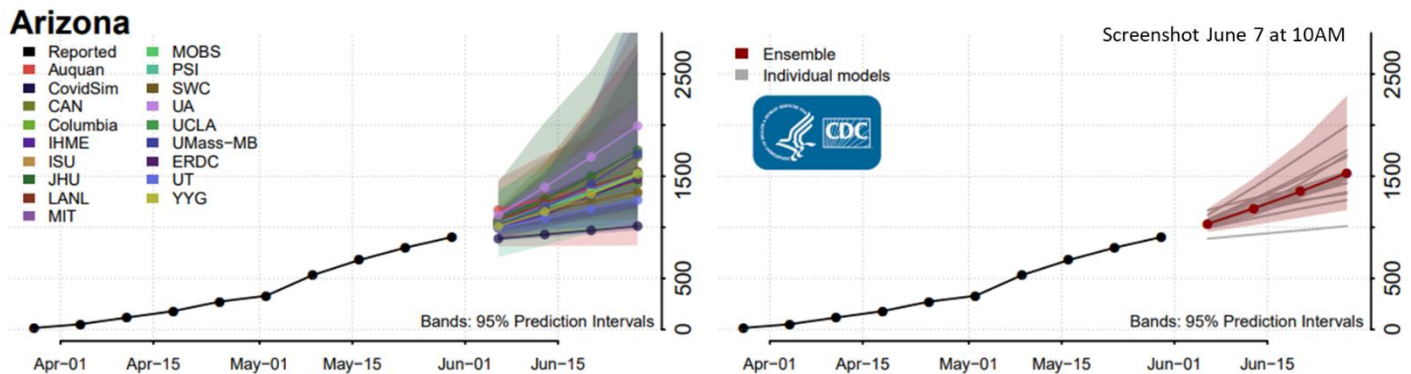 Arizona
Reported
Auquan
CovidSim
CAN
Columbia
IHME
ISU
JHU
LANL
MIT
MOBS
PSI
SWC
UA
UCLA
UMass−MB
ERDC
UT
YYG
Bands: 95% Prediction Intervals
0
500
1500
2500
Apr−01
Apr−15
May−01
May−15
Jun−01
Jun−15
Screenshot June 7 at 10AM
Ensemble
Individual models
CDC
Bands: 95% Prediction Intervals
0
500
1500
2500
Apr−01
Apr−15
May−01
May−15
Jun−01
Jun−15